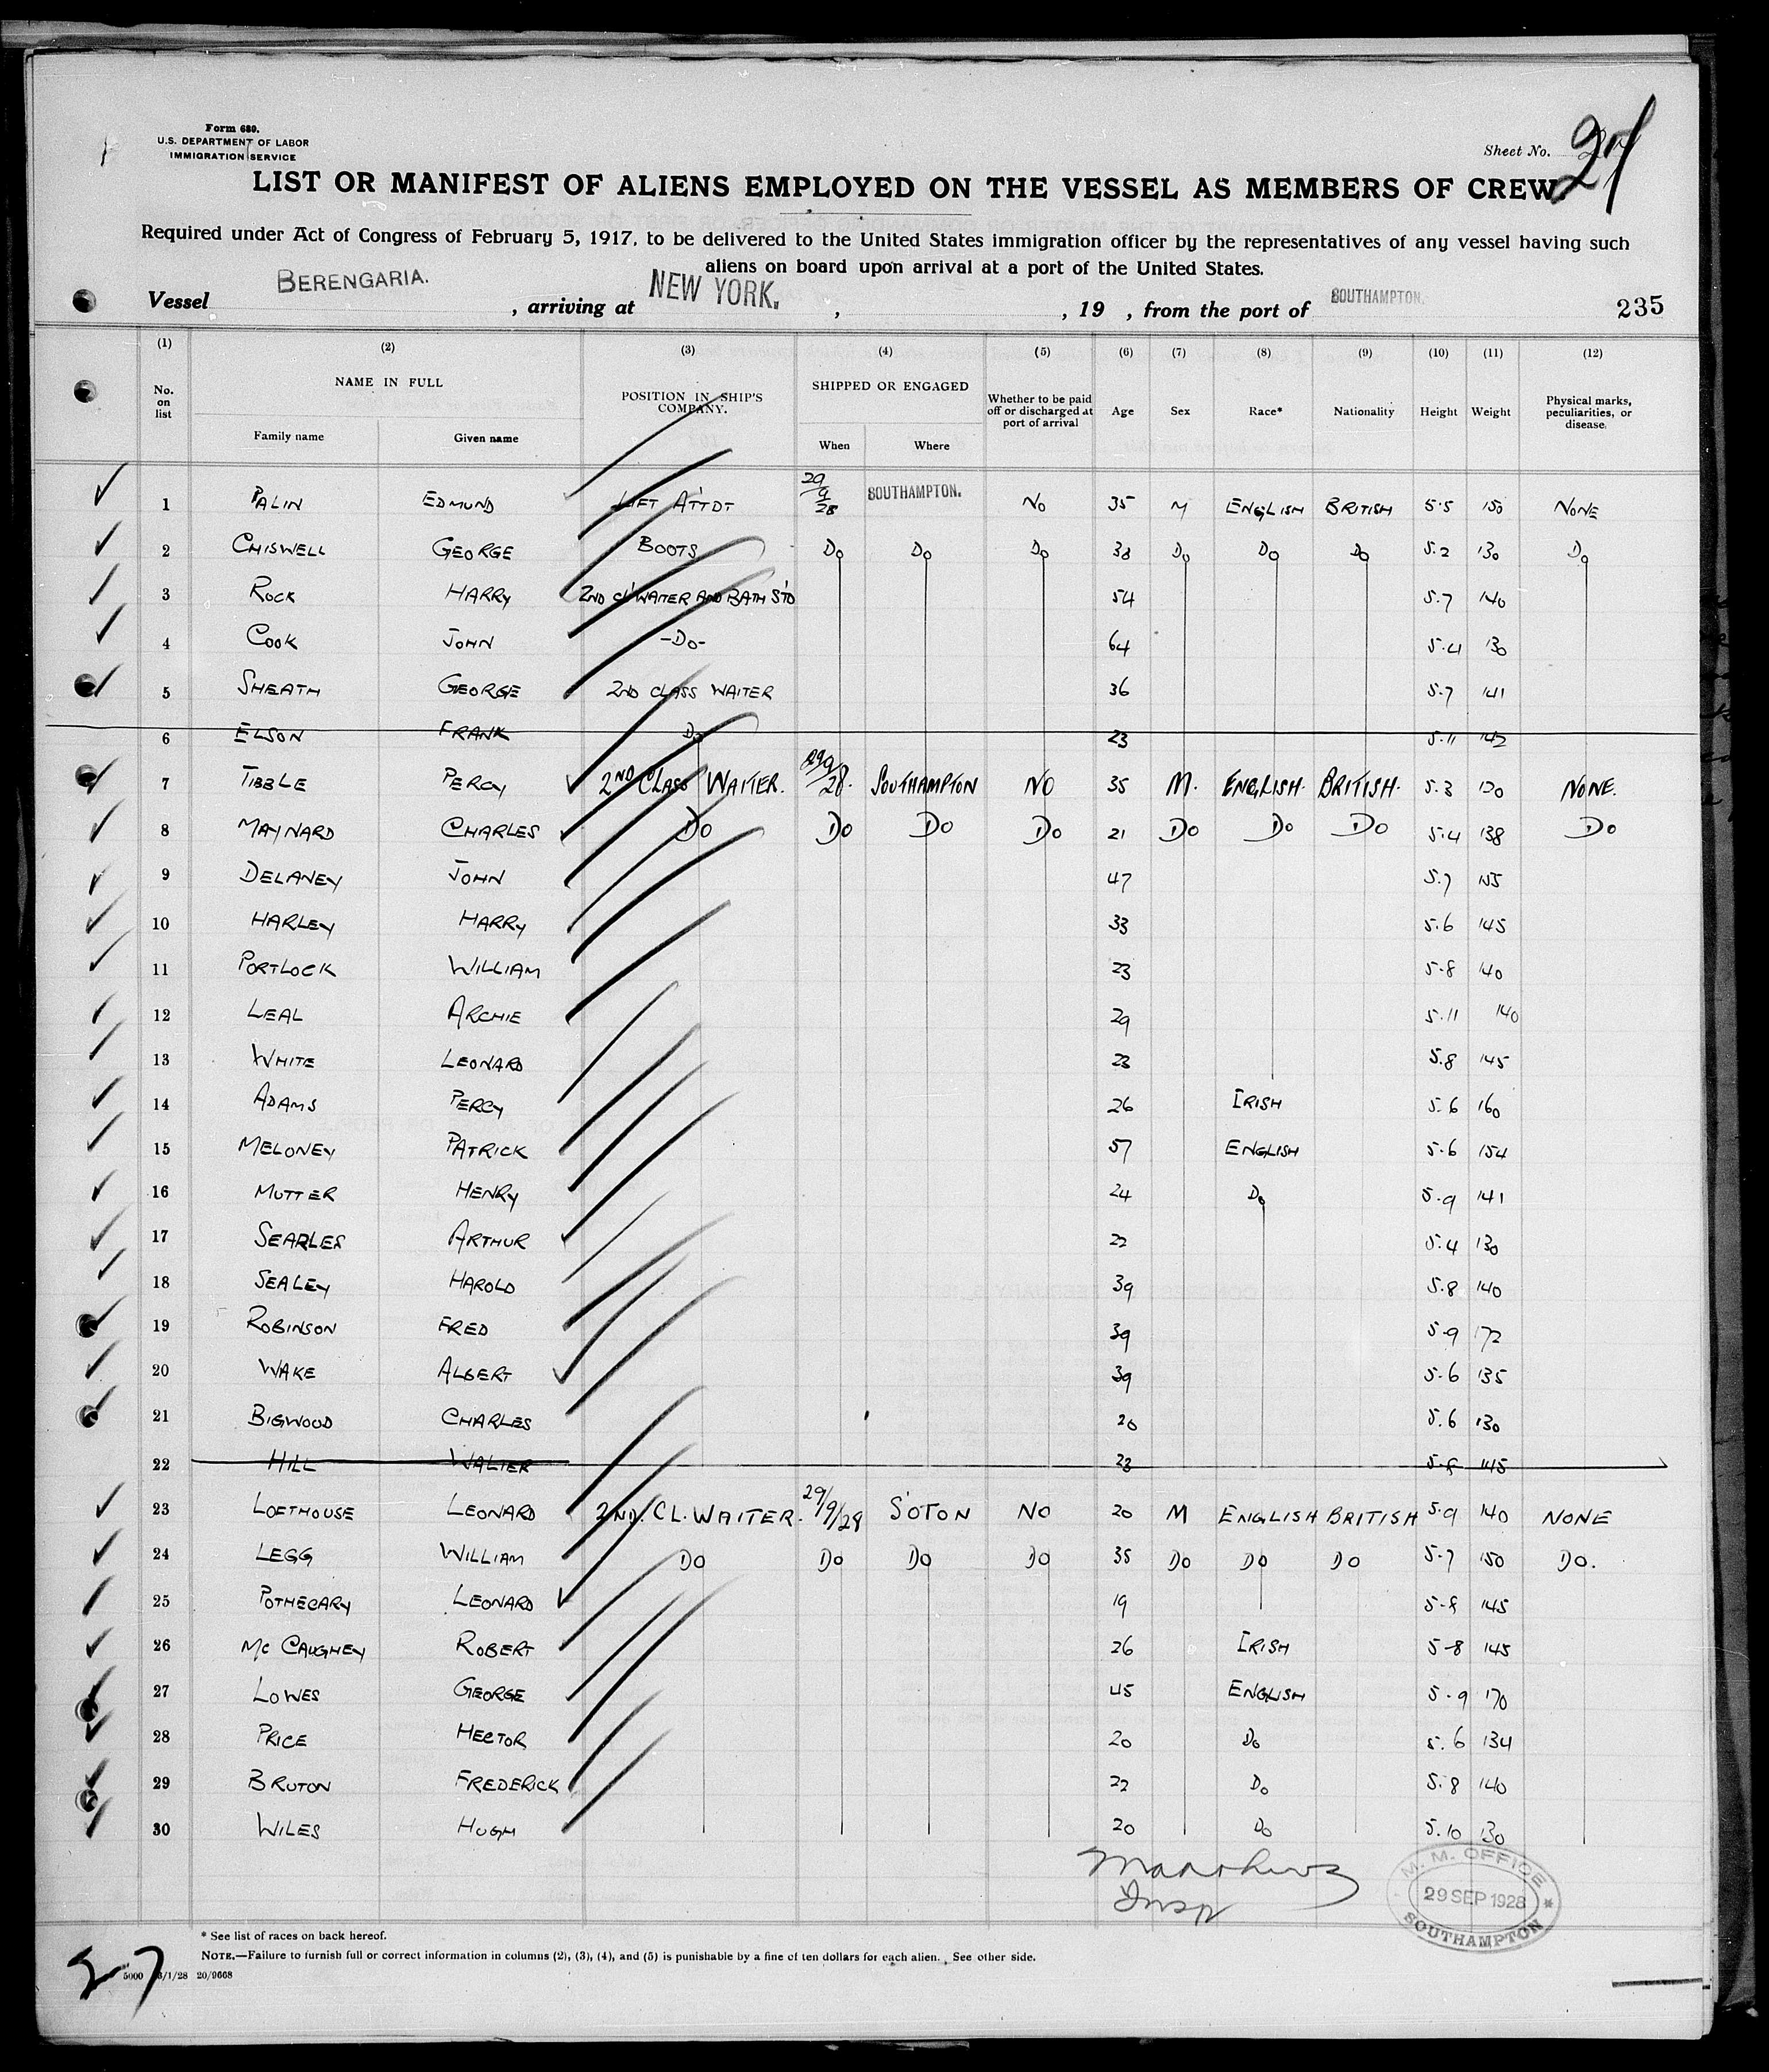 Form 689.
U.S. DEPARTMENT OF LABOR
IMMIGRATION SERVICE
Sheet No. 27
LIST OR MANIFEST OF ALIENS EMPLOYED ON THE VESSEL AS MEMBERS OF CREW
Required under Act of Congress of February 5, 1917, to be delivered to the United States immigration officer by the representatives of any vessel having such
aliens on board upon arrival at a port of the United States.
Vessel BERENGARIA. , arriving at NEW YORK. , , 19 , from the port of SOUTHAMPTON. 235
(1) (2) (3) (4) (5) (6) (7) (8) (9) (10) (11) (12)
No. on list NAME IN FULL Family name Given name POSITION IN SHIP'S COMPANY. SHIPPED OR ENGAGED When Where Whether to be paid off or discharged at port of arrival Age Sex Race* Nationality Height Weight Physical marks, peculiarities, or disease.
1 PALIN EDMUND LIFT ATTDT 29/9/28 SOUTHAMPTON. NO 35 M ENGLISH BRITISH 5.5 150 NONE
2 CHISWELL GEORGE BOOTS DO DO DO 38 DO DO DO 5.2 130 DO
3 ROCK HARRY 2ND CL WAITER AND BATH STD 54 5.7 140
4 COOK JOHN -DO- 64 5.4 130
5 SHEATH GEORGE 2ND CLASS WAITER 36 5.7 141
6 ELSON FRANK DO 23 5.11 142
7 TIBBLE PERCY 2ND CLASS WAITER. 29/9/28. SOUTHAMPTON NO 35 M. ENGLISH. BRITISH. 5.3 130 NONE.
8 MAYNARD CHARLES DO DO DO DO 21 DO DO DO 5.4 138 DO
9 DELANEY JOHN 47 5.7 155
10 HARLEY HARRY 33 5.6 145
11 PORTLOCK WILLIAM 23 5.8 140
12 LEAL ARCHIE 29 5.11 140
13 WHITE LEONARD 23 5.8 145
14 ADAMS PERCY 26 IRISH 5.6 160
15 MELONEY PATRICK 57 ENGLISH 5.6 154
16 MUTTER HENRY 24 DO 5.9 141
17 SEARLES ARTHUR 22 5.4 130
18 SEALEY HAROLD 39 5.8 140
19 ROBINSON FRED 39 5.9 172
20 WAKE ALBERT 39 5.6 135
21 BIGWOOD CHARLES 20 5.6 130
22 HILL WALTER 23 5.8 145
23 LOFTHOUSE LEONARD 2ND. CL. WAITER. 29/9/28 S'OTON NO 20 M ENGLISH BRITISH 5.9 140 NONE
24 LEGG WILLIAM DO DO DO DO 35 DO DO DO 5.7 150 DO.
25 POTHECARY LEONARD 19 5.8 145
26 MC CAUGHEY ROBERT 26 IRISH 5-8 145
27 LOWES GEORGE 45 ENGLISH 5.9 170
28 PRICE HECTOR 20 DO 5.6 134
29 BRUTON FREDERICK 22 DO 5.8 140
30 WILES HUGH 20 DO 5.10 130
Insp
M. M. OFFICE
29 SEP 1928
SOUTHAMPTON
* See list of races on back hereof.
NOTE.—Failure to furnish full or correct information in columns (2), (3), (4), and (5) is punishable by a fine of ten dollars for each alien. See other side.
27
5000 /1/28 20/9668